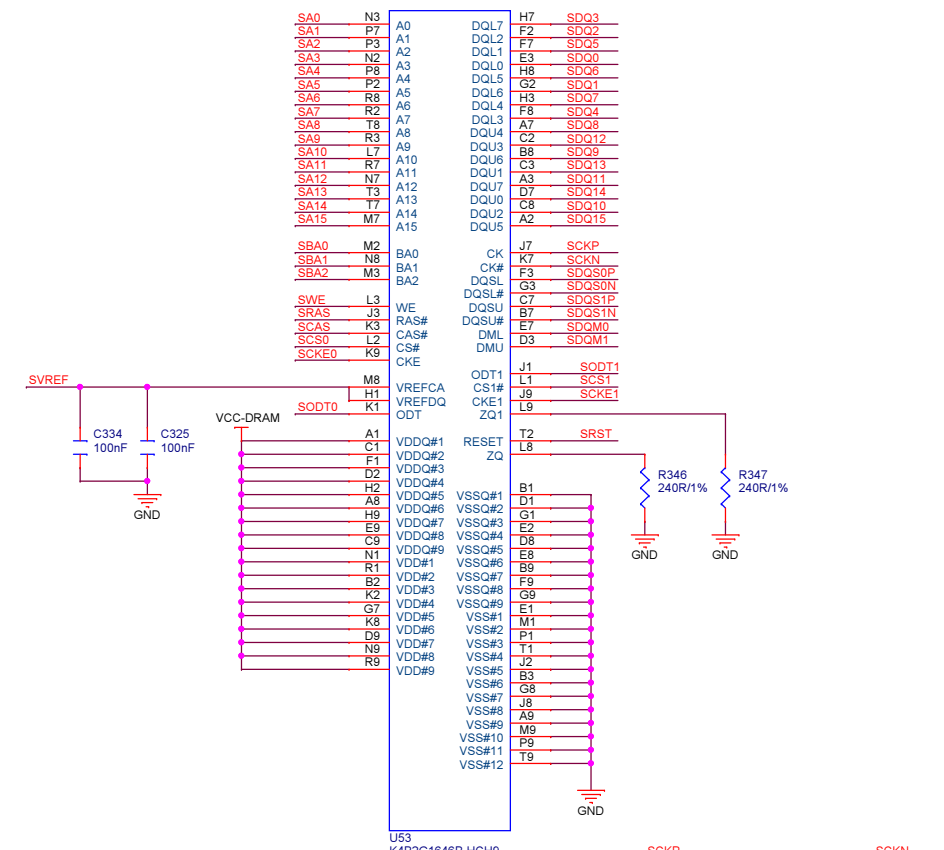 SA0 N3 A0 DQL7 H7 SDQ3
SA1 P7 A1 DQL2 F2 SDQ2
SA2 P3 A2 DQL1 F7 SDQ5
SA3 N2 A3 DQL0 E3 SDQ0
SA4 P8 A4 DQL5 H8 SDQ6
SA5 P2 A5 DQL6 G2 SDQ1
SA6 R8 A6 DQL4 H3 SDQ7
SA7 R2 A7 DQL3 F8 SDQ4
SA8 T8 A8 DQU4 A7 SDQ8
SA9 R3 A9 DQU3 C2 SDQ12
SA10 L7 A10 DQU6 B8 SDQ9
SA11 R7 A11 DQU1 C3 SDQ13
SA12 N7 A12 DQU7 A3 SDQ11
SA13 T3 A13 DQU0 D7 SDQ14
SA14 T7 A14 DQU2 C8 SDQ10
SA15 M7 A15 DQU5 A2 SDQ15
SBA0 M2 BA0 CK J7 SCKP
SBA1 N8 BA1 CK# K7 SCKN
SBA2 M3 BA2 DQSL F3 SDQS0P
DQSL# G3 SDQS0N
SWE L3 WE DQSU C7 SDQS1P
SRAS J3 RAS# DQSU# B7 SDQS1N
SCAS K3 CAS# DML E7 SDQM0
SCS0 L2 CS# DMU D3 SDQM1
SCKE0 K9 CKE
ODT1 J1 SODT1
SVREF M8 VREFCA CS1# L1 SCS1
H1 VREFDQ CKE1 J9 SCKE1
SODT0 K1 ODT ZQ1 L9
VCC-DRAM
C334 100nF
C325 100nF
GND
A1 VDDQ#1 RESET T2 SRST
C1 VDDQ#2 ZQ L8
F1 VDDQ#3
D2 VDDQ#4
R346 240R/1%
R347 240R/1%
GND
GND
H2 VDDQ#5 VSSQ#1 B1
A8 VDDQ#6 VSSQ#2 D1
H9 VDDQ#7 VSSQ#3 G1
E9 VDDQ#8 VSSQ#4 E2
C9 VDDQ#9 VSSQ#5 D8
N1 VDD#1 VSSQ#6 E8
R1 VDD#2 VSSQ#7 B9
B2 VDD#3 VSSQ#8 F9
K2 VDD#4 VSSQ#9 G9
G7 VDD#5 VSS#1 E1
K8 VDD#6 VSS#2 M1
D9 VDD#7 VSS#3 P1
N9 VDD#8 VSS#4 T1
R9 VDD#9 VSS#5 J2
VSS#6 B3
VSS#7 G8
VSS#8 J8
VSS#9 A9
VSS#10 M9
VSS#11 P9
VSS#12 T9
GND
U53
SCKP SCKN